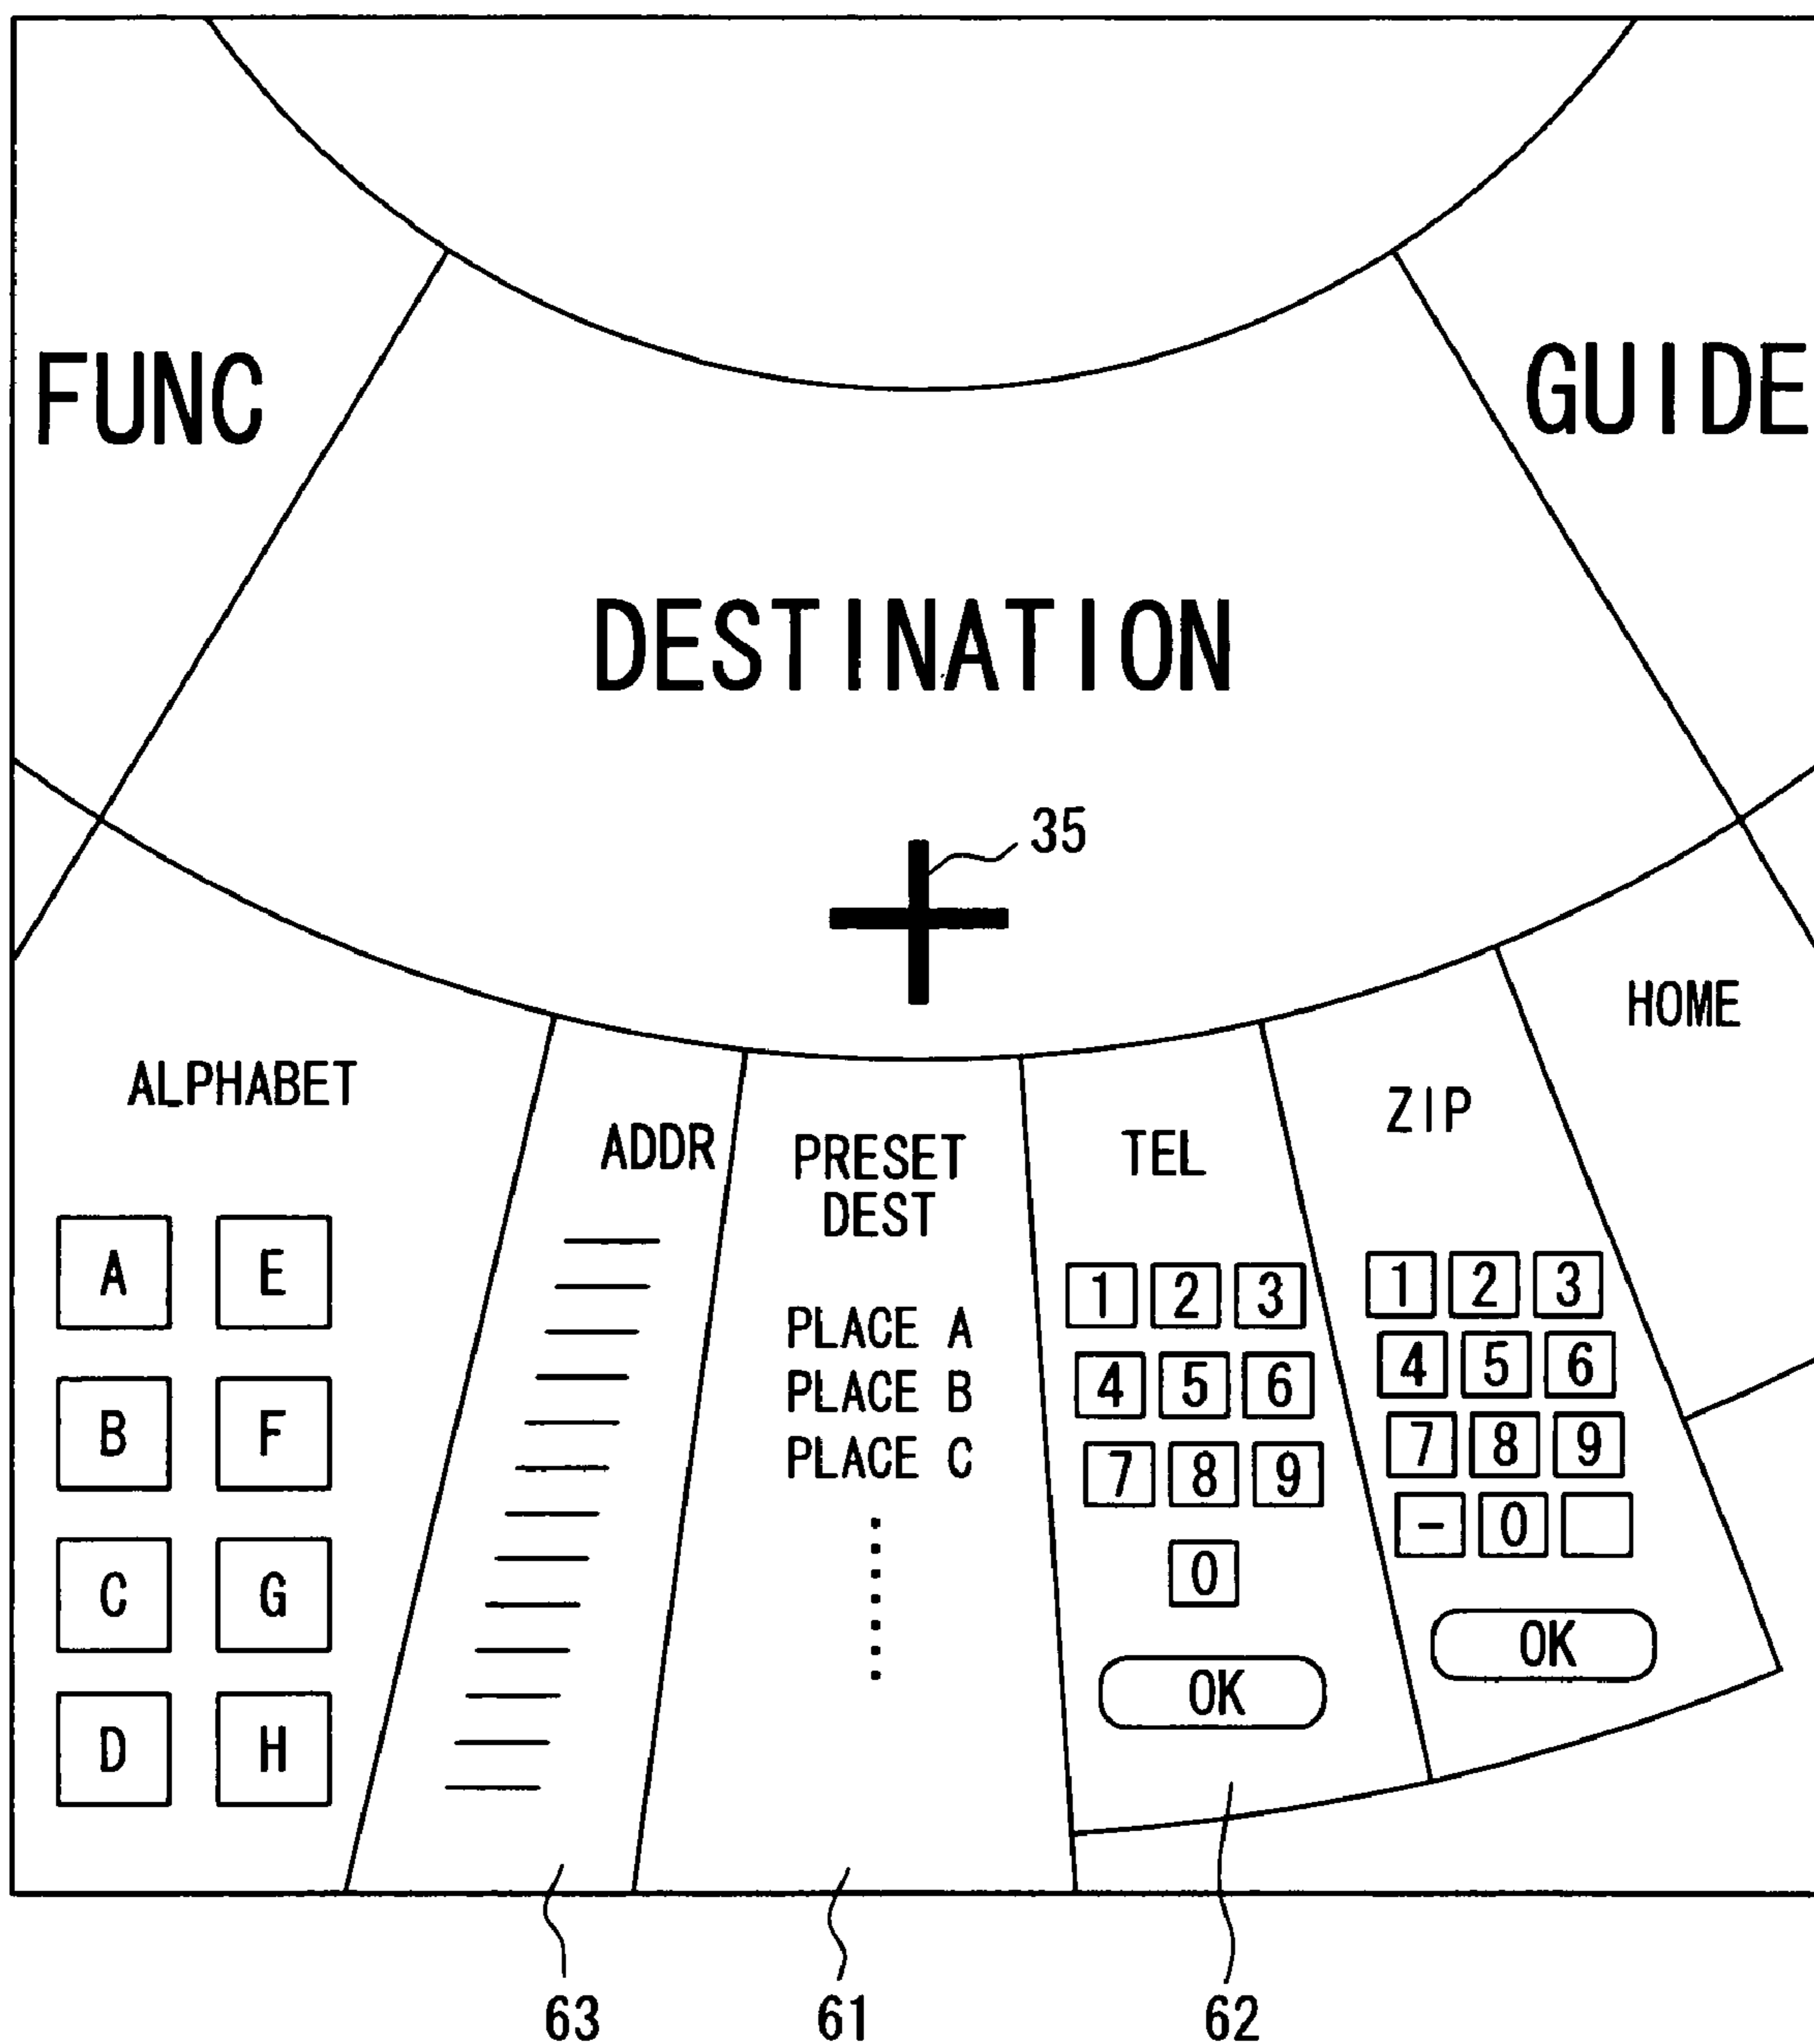 FUNC
GUIDE
DESTINATION
35
HOME
ALPHABET
ADDR
PRESET
DEST
TEL
ZIP
A E
B F
C G
D H
PLACE A
PLACE B
PLACE C
1 2 3
4 5 6
7 8 9
0
OK
1 2 3
4 5 6
7 8 9
- 0
OK
63
61
62